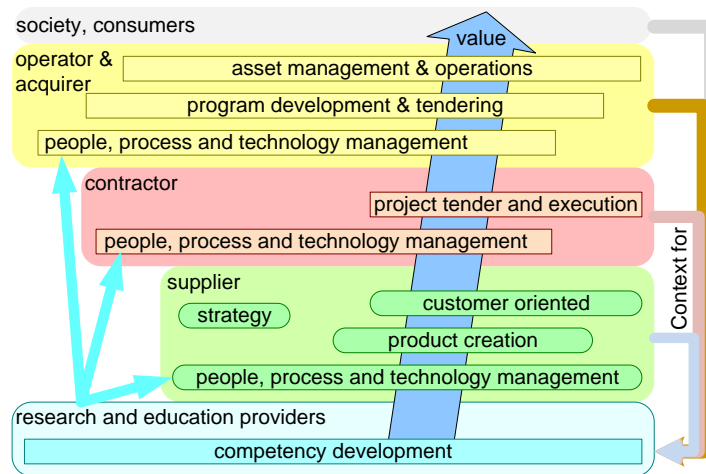 society, consumers
value
operator &
acquirer
asset management & operations
program development & tendering
people, process and technology management
contractor
project tender and execution
people, process and technology management
supplier
customer oriented
strategy
product creation
people, process and technology management
Context for
research and education providers
competency development